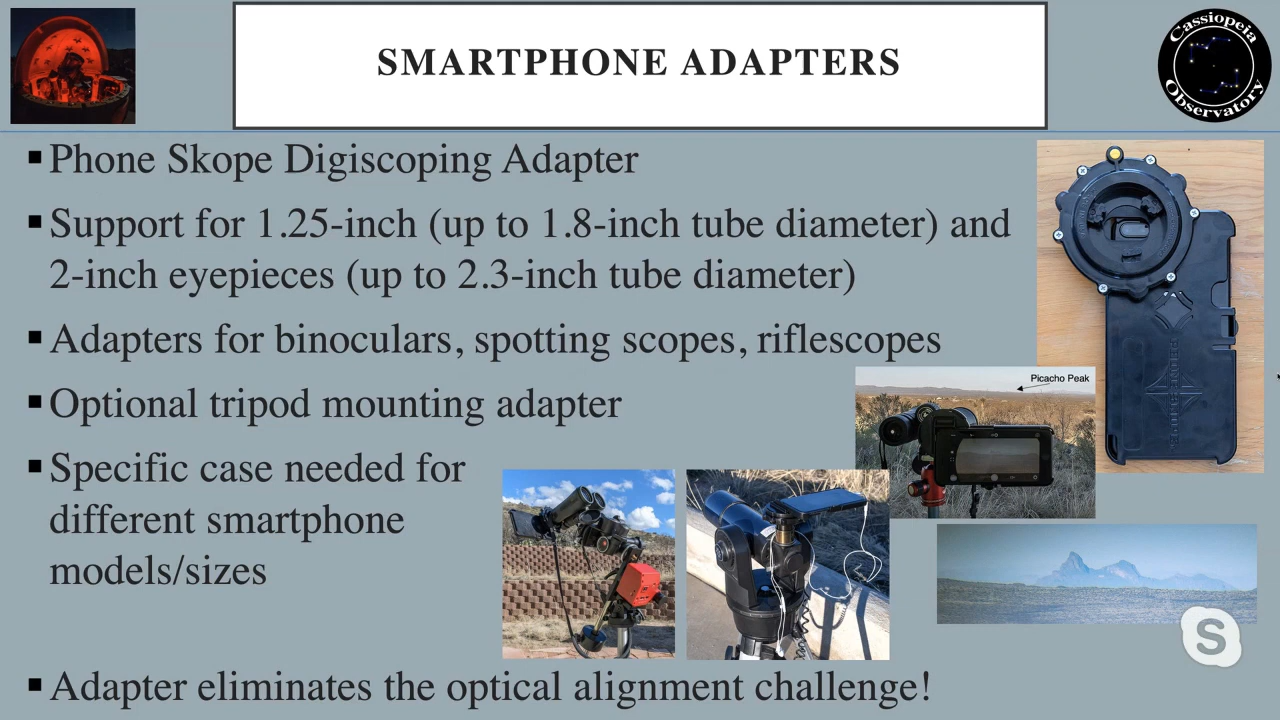 SMARTPHONE ADAPTERS
Cassiopeia
Observatory
▪Phone Skope Digiscoping Adapter
▪Support for 1.25-inch (up to 1.8-inch tube diameter) and
2-inch eyepieces (up to 2.3-inch tube diameter)
▪Adapters for binoculars, spotting scopes, riflescopes
Picacho Peak
▪Optional tripod mounting adapter
▪Specific case needed for
different smartphone
models/sizes
S
▪Adapter eliminates the optical alignment challenge!